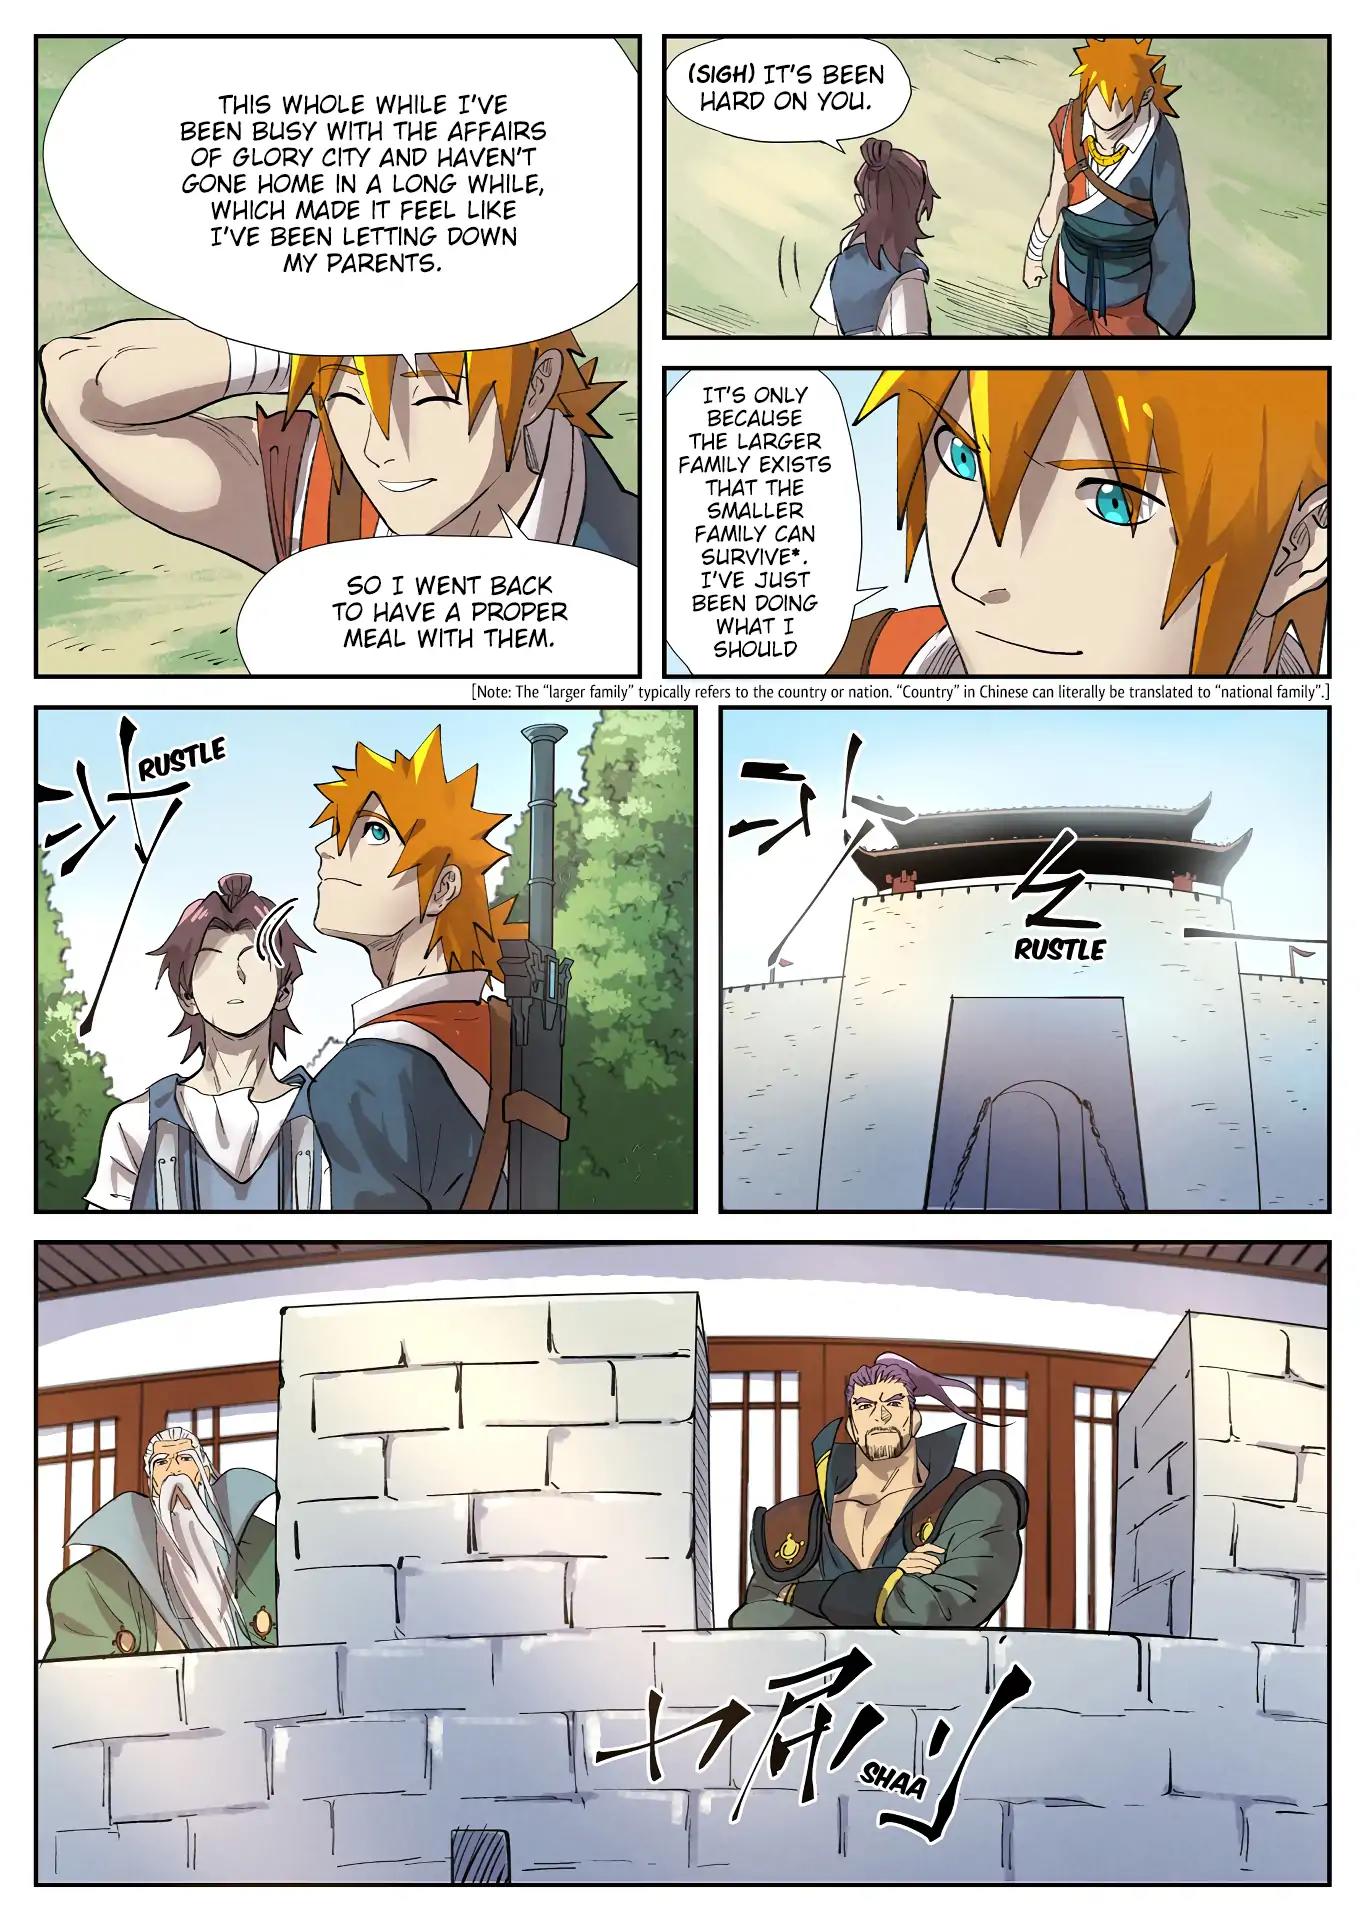 THIS WHOLE WHILE I'VE
BEEN BUSY WITH THE AFFAIRS
OF GLORY CITY AND HAVEN'T
GONE HOME IN A LONG WHILE,
WHICH MADE IT FEEL LIKE
I'VE BEEN LETTING DOWN
MY PARENTS.
SO I WENT BACK
TO HAVE A PROPER
MEAL WITH THEM.
(SIGH) IT'S BEEN
HARD ON YOU.
IT'S ONLY
BECAUSE
THE LARGER
FAMILY EXISTS
THAT THE
SMALLER
FAMILY CAN
SURVIVE*.
I'VE JUST
BEEN DOING
WHAT I
SHOULD
[Note: The “larger family” typically refers to the country or nation. “Country” in Chinese can literally be translated to “national family”.]
RUSTLE
RUSTLE
SHAA